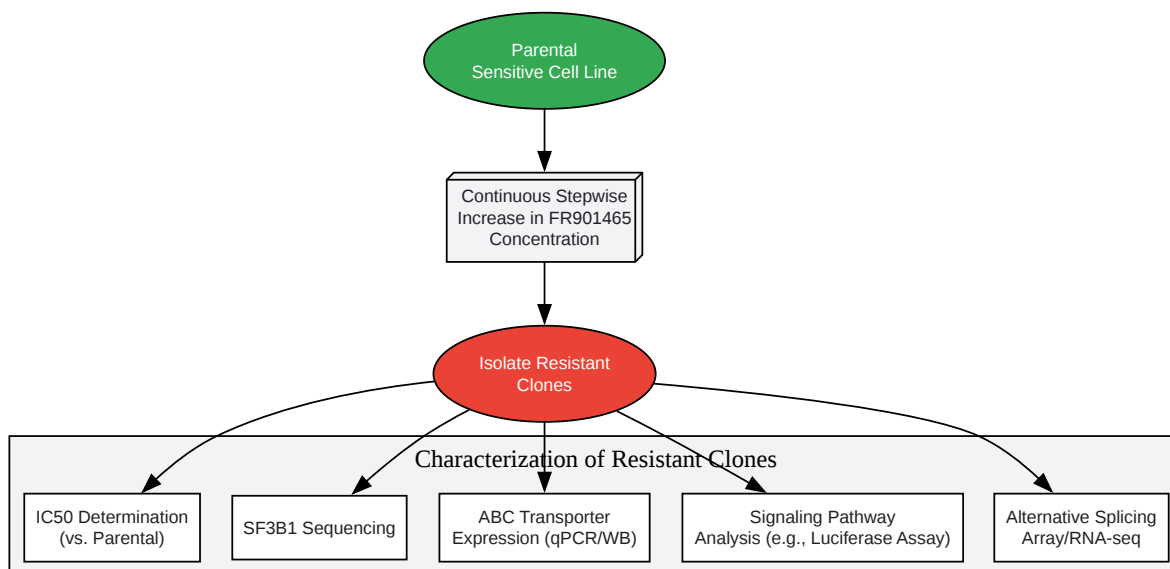 Parental
Sensitive Cell Line
Continuous Stepwise
Increase in FR901465
Concentration
Isolate Resistant
Clones
Characterization of Resistant Clones
IC50 Determination
(vs. Parental)
SF3B1 Sequencing
ABC Transporter
Expression (qPCR/WB)
Signaling Pathway
Analysis (e.g., Luciferase Assay)
Alternative Splicing
Array/RNA-seq